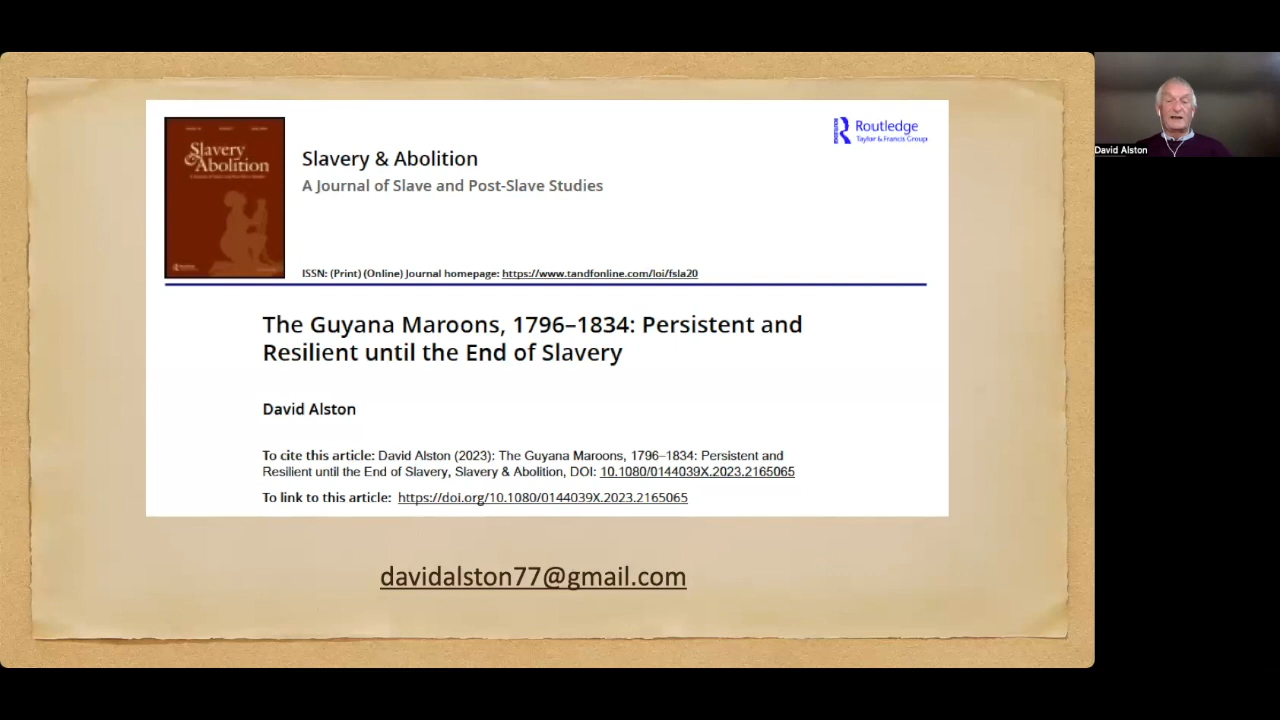 Slavery
& Abolition
Routledge
Taylor & Francis Group
Slavery & Abolition
A Journal of Slave and Post-Slave Studies
ISSN: (Print) (Online) Journal homepage: https://www.tandfonline.com/loi/fsla20
The Guyana Maroons, 1796–1834: Persistent and
Resilient until the End of Slavery
David Alston
To cite this article: David Alston (2023): The Guyana Maroons, 1796–1834: Persistent and
Resilient until the End of Slavery, Slavery & Abolition, DOI: 10.1080/0144039X.2023.2165065
To link to this article: https://doi.org/10.1080/0144039X.2023.2165065
davidalston77@gmail.com
David Alston